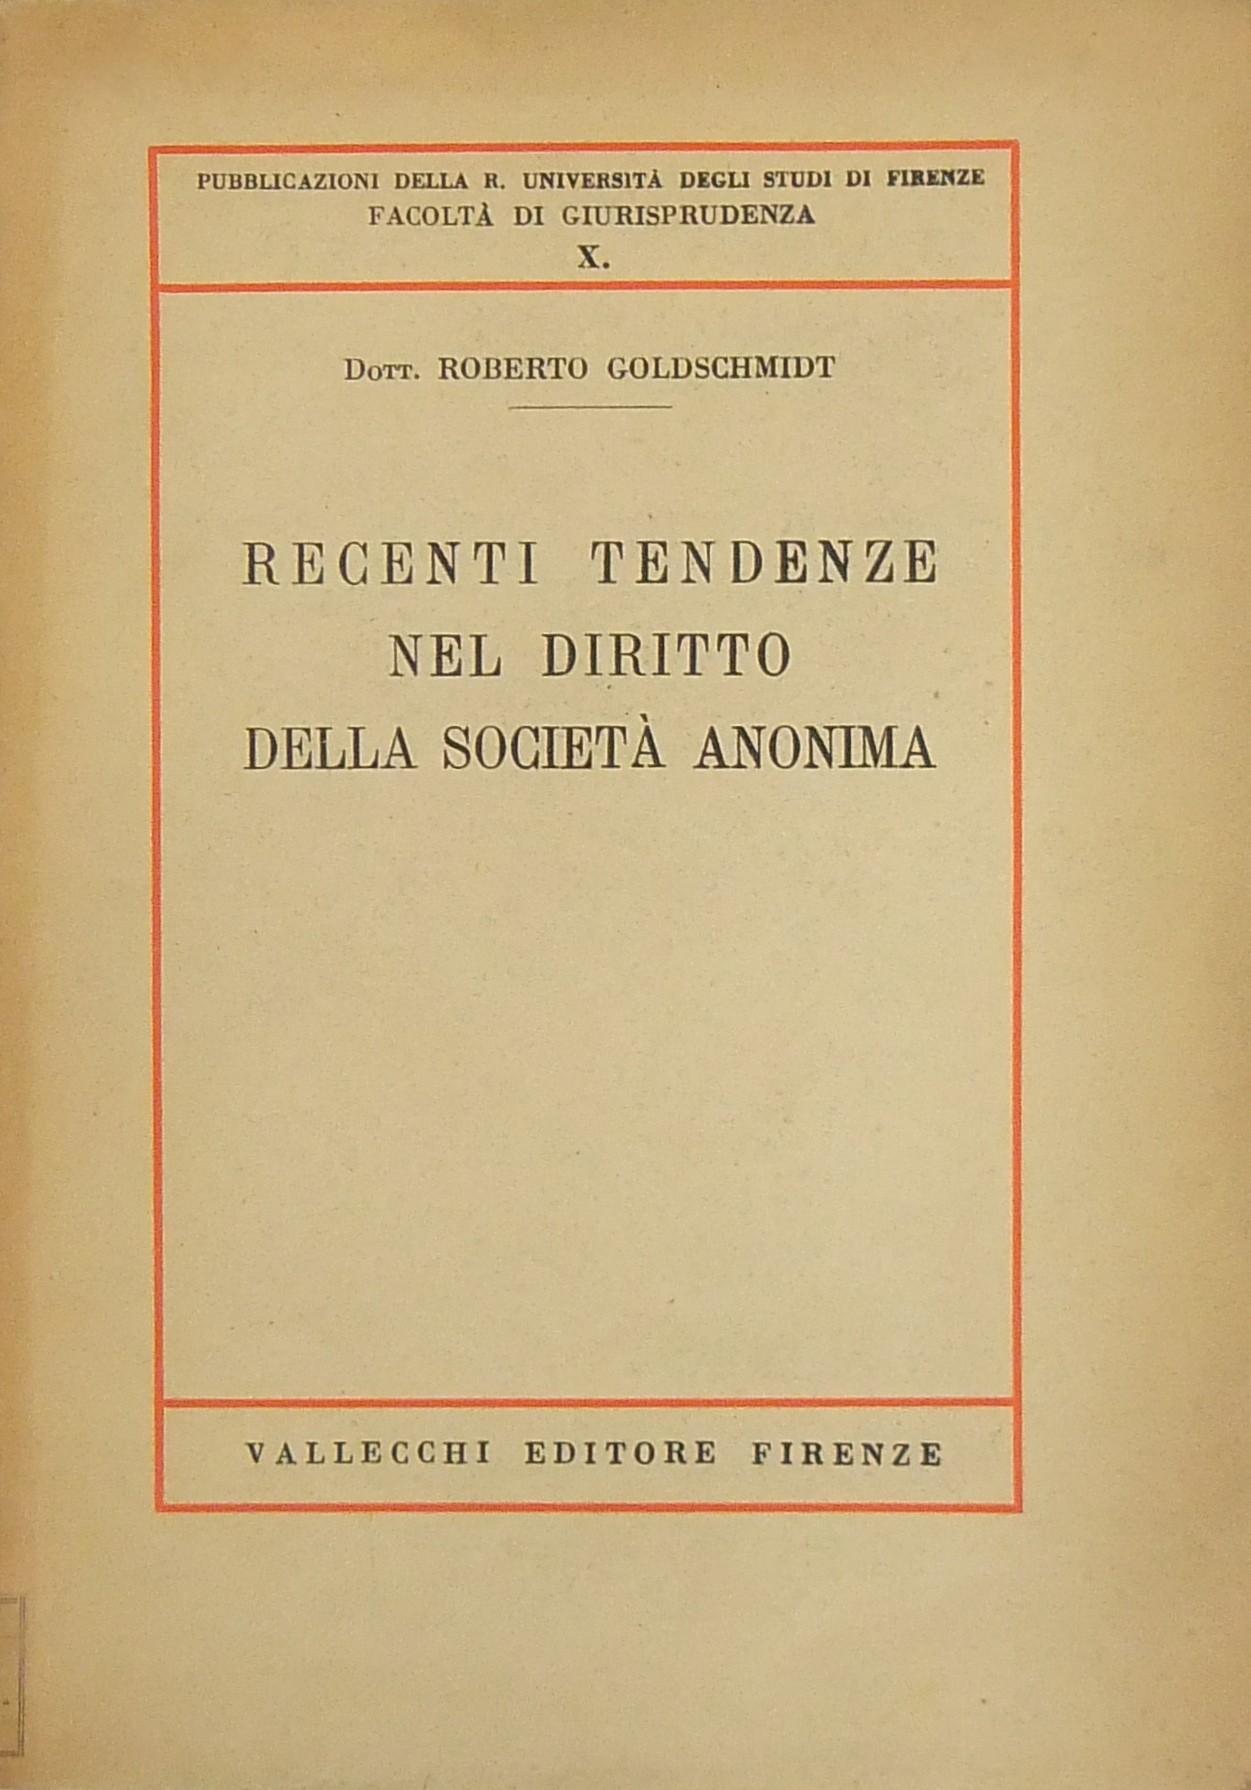 PUBBLICAZIONI DELLA R. UNIVERSITÀ DEGLI STUDI DI FIRENZE
FACOLTÀ DI GIURISPRUDENZA
X.
Dott. ROBERTO GOLDSCHMIDT
RECENTI TENDENZE
NEL DIRITTO
DELLA SOCIETÀ ANONIMA
VALLECCHI EDITORE FIRENZE